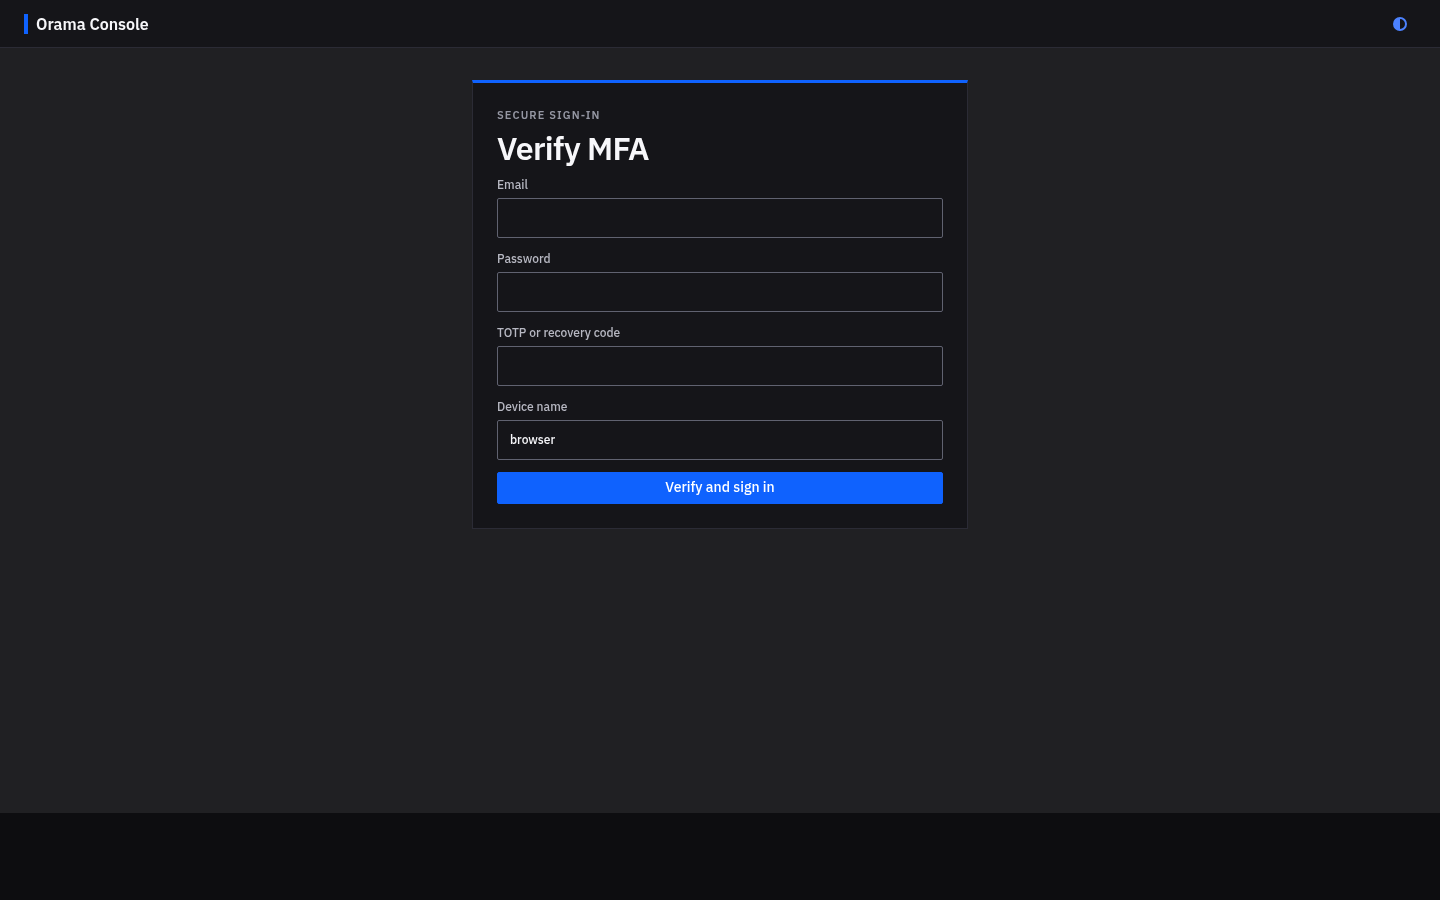 Orama Console
SECURE SIGN-IN
Verify MFA
Email
Password
TOTP or recovery code
Device name
browser
Verify and sign in